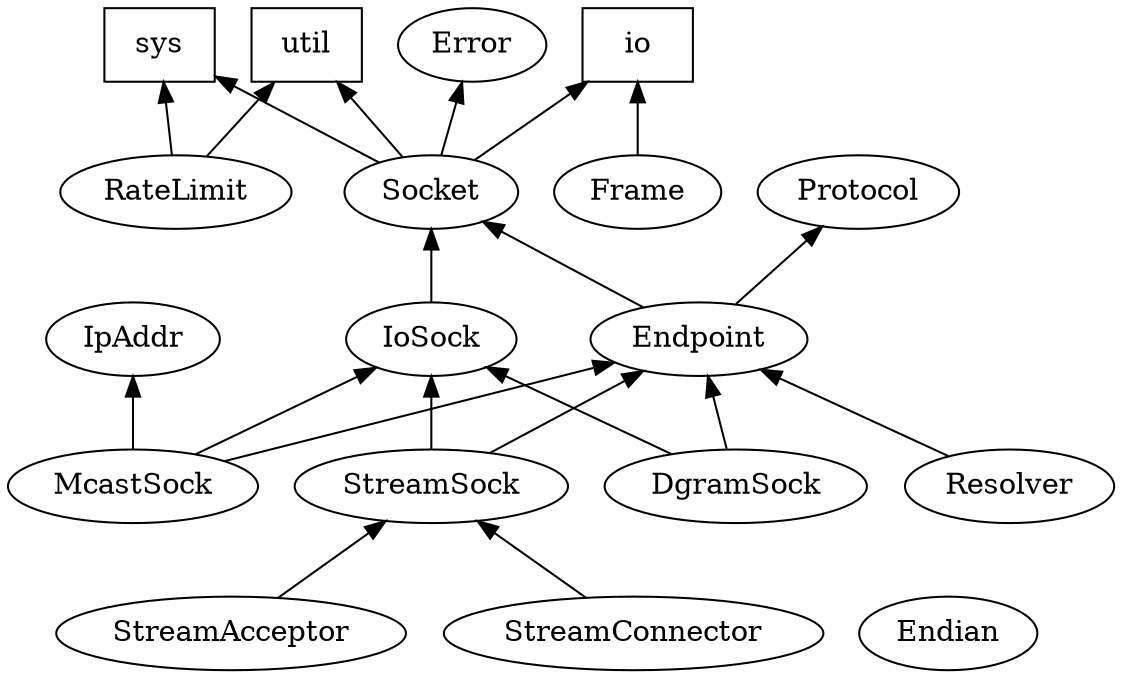 sys
util
Error
io
RateLimit
Socket
Frame
Protocol
IpAddr
IoSock
Endpoint
McastSock
StreamSock
DgramSock
Resolver
StreamAcceptor
StreamConnector
Endian